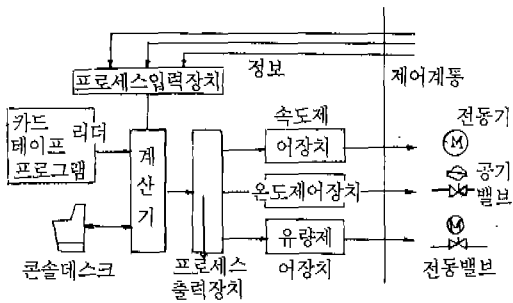 프로세스입력장치
정보
제어계통
카드
테이프 리더
프로그램
계
산
기
속도제
어장치
온도제어장치
유량제
어장치
전동기
M
공기
밸브
M
전동밸브
콘솔데스크
프로세스
출력장치